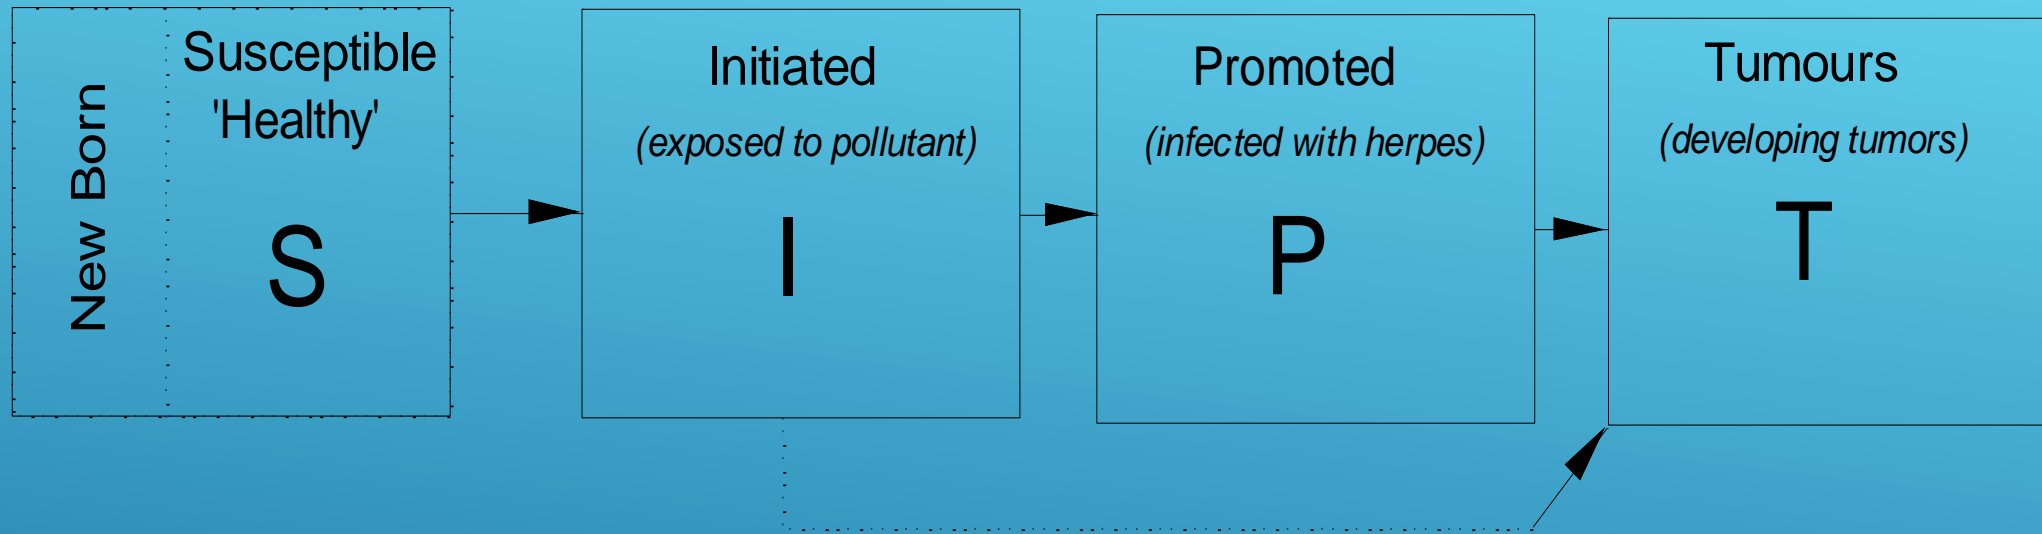 New Born
Susceptible
'Healthy'
S
Initiated
(exposed to pollutant)
I
Promoted
(infected with herpes)
P
Tumours
(developing tumors)
T